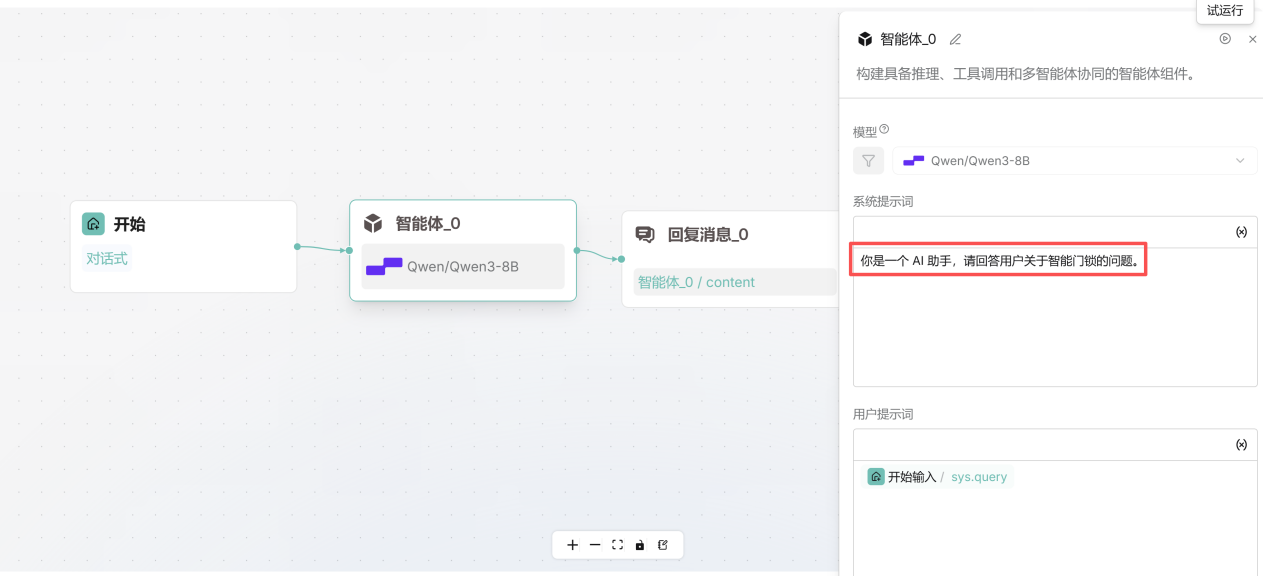 试运行
开始
对话式
智能体_0
Qwen/Qwen3-8B
回复消息_0
智能体_0 / content
智能体_0
构建具备推理、工具调用和多智能体协同的智能体组件。
模型
Qwen/Qwen3-8B
系统提示词
(x)
你是一个 AI 助手，请回答用户关于智能门锁的问题。
用户提示词
(x)
开始输入 / sys.query